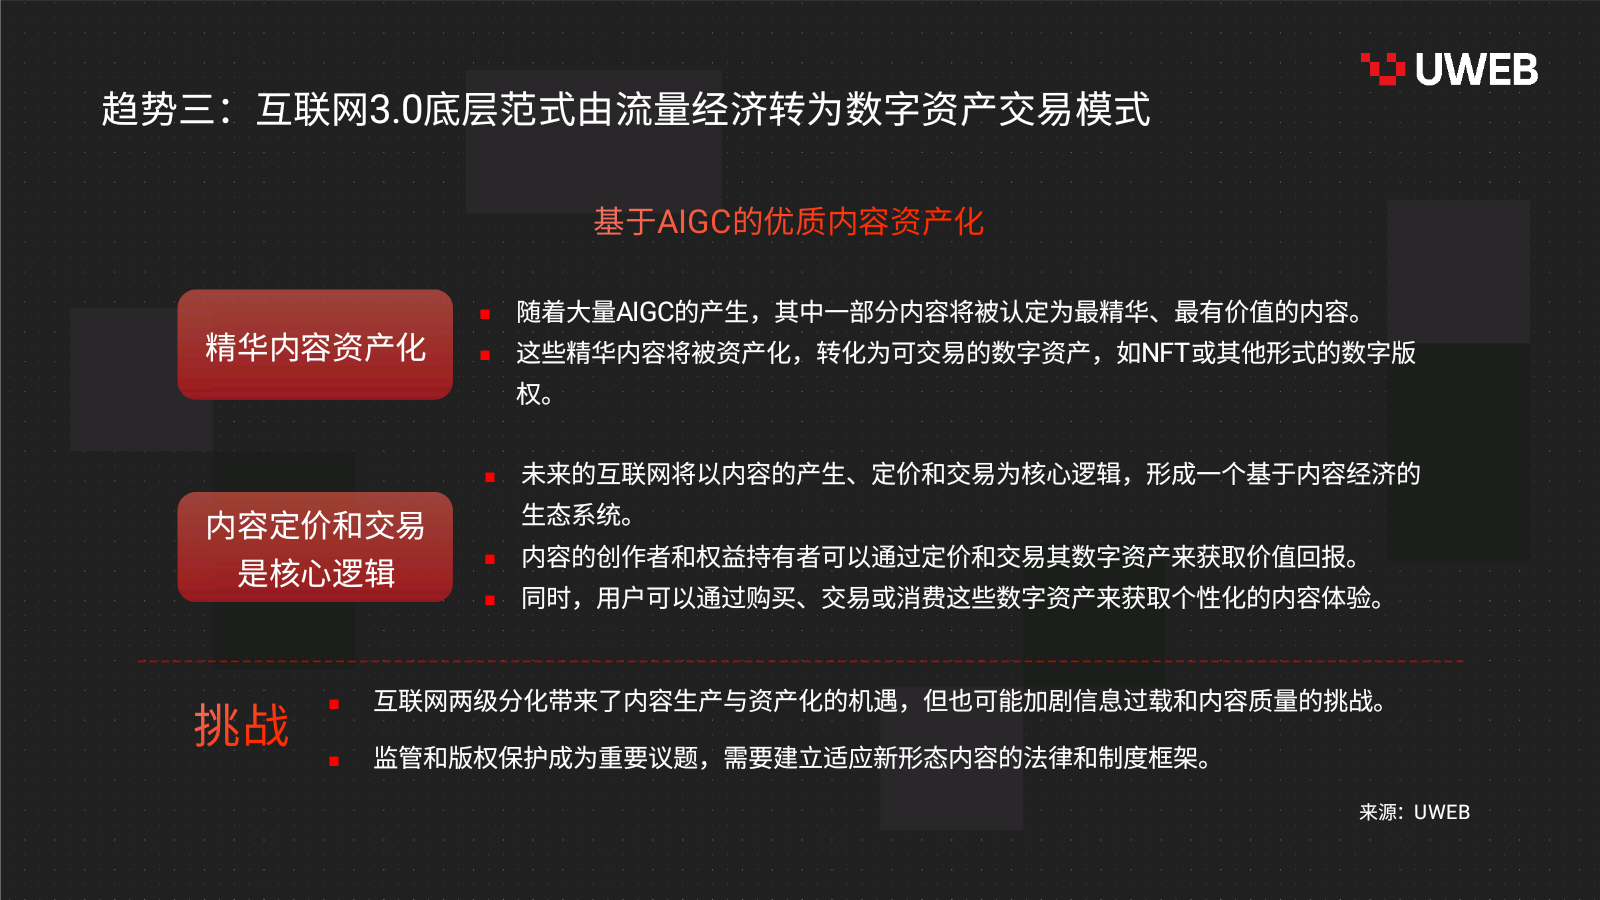 UWEB
趋势三：互联网3.0底层范式由流量经济转为数字资产交易模式
基于AIGC的优质内容资产化
精华内容资产化
随着大量AIGC的产生，其中一部分内容将被认定为最精华、最有价值的内容。
这些精华内容将被资产化，转化为可交易的数字资产，如NFT或其他形式的数字版
权。
内容定价和交易
是核心逻辑
未来的互联网将以内容的产生、定价和交易为核心逻辑，形成一个基于内容经济的
生态系统。
内容的创作者和权益持有者可以通过定价和交易其数字资产来获取价值回报。
同时，用户可以通过购买、交易或消费这些数字资产来获取个性化的内容体验。
挑战
互联网两级分化带来了内容生产与资产化的机遇，但也可能加剧信息过载和内容质量的挑战。
监管和版权保护成为重要议题，需要建立适应新形态内容的法律和制度框架。
来源：UWEB